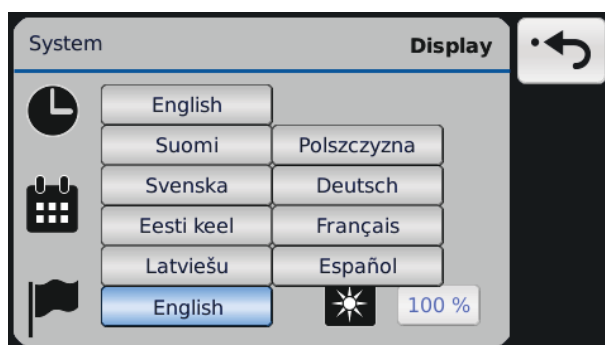 System Display
English
Suomi Polszczyzna
Svenska Deutsch
Eesti keel Français
Latviešu Español
English 100 %